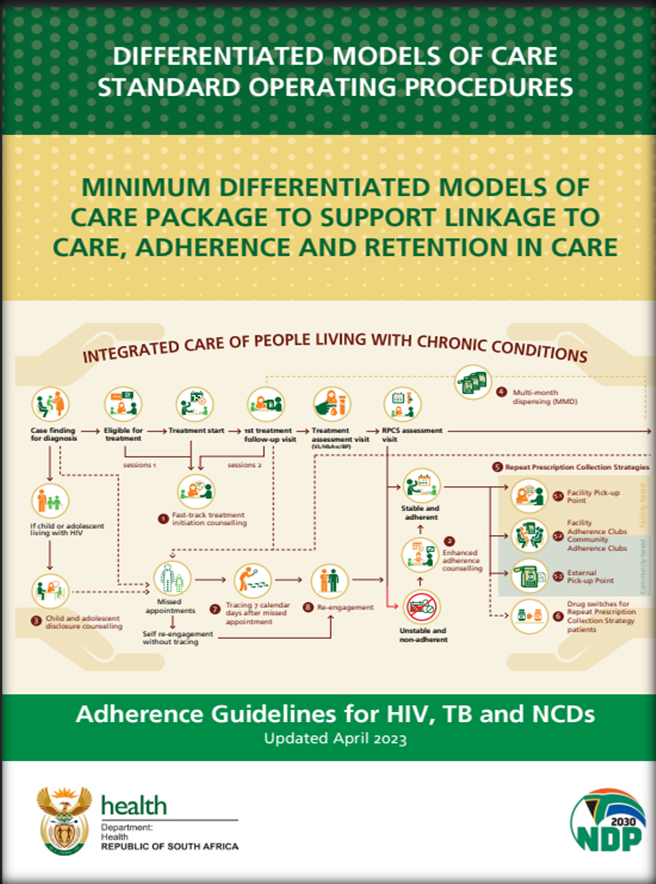 DIFFERENTIATED MODELS OF CARE
STANDARD OPERATING PROCEDURES
MINIMUM DIFFERENTIATED MODELS OF
CARE PACKAGE TO SUPPORT LINKAGE TO
CARE, ADHERENCE AND RETENTION IN CARE
INTEGRATED CARE OF PEOPLE LIVING WITH CHRONIC CONDITIONS
4 Multi-month
dispensing (MMD)
Case finding
for diagnosis
Eligible for
treatment
Treatment start
1st treatment
follow-up visit
Treatment
assessment visit
(VL/HbA1c/BP)
RPCS assessment
visit
sessions 1
sessions 2
5 Repeat Prescription Collection Strategies
1 Fast-track treatment
initiation counselling
If child or adolescent
living with HIV
Stable and
adherent
5.1 Facility Pick-up
Point
5.2 Facility
Adherence Clubs
Community
Adherence Clubs
5.3 External
Pick-up Point
Community based
2 Enhanced
adherence
counselling
3 Child and adolescent
disclosure counselling
Missed
appointments
7 Tracing 7 calendar
days after missed
appointment
8 Re-engagement
6 Drug switches for
Repeat Prescription
Collection Strategy
patients
Self re-engagement
without tracing
Unstable and
non-adherent
Adherence Guidelines for HIV, TB and NCDs
Updated April 2023
health
Department:
Health
REPUBLIC OF SOUTH AFRICA
2030
NDP